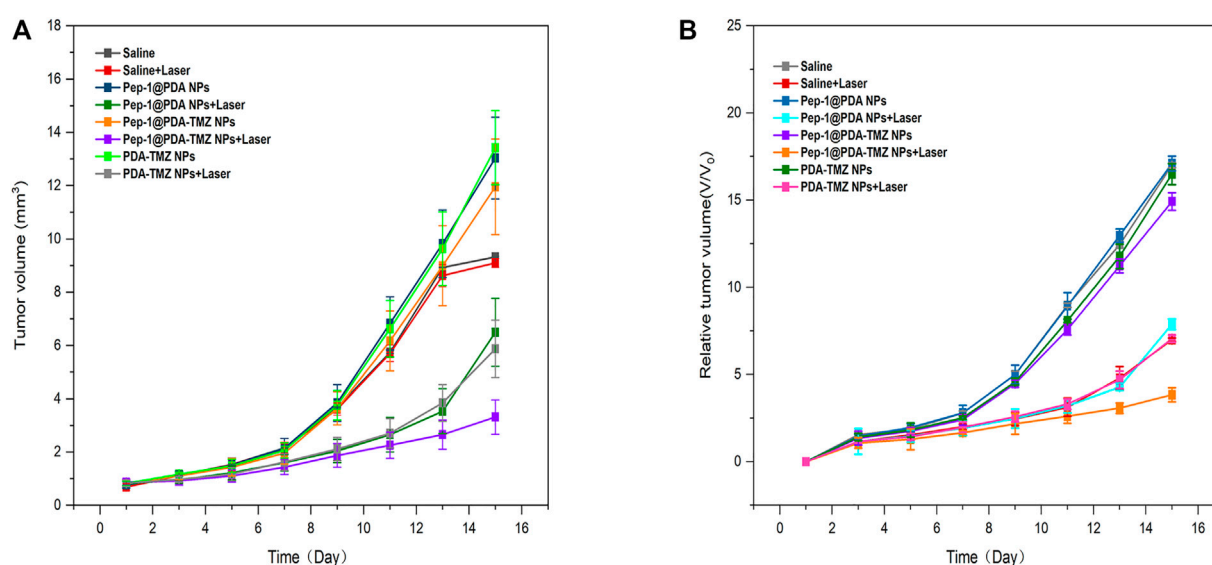 A
Tumor volume (mm³)
18
16
14
12
10
8
6
4
2
0
Saline
Saline+Laser
Pep-1@PDA NPs
Pep-1@PDA NPs+Laser
Pep-1@PDA-TMZ NPs
Pep-1@PDA-TMZ NPs+Laser
PDA-TMZ NPs
PDA-TMZ NPs+Laser
0 2 4 6 8 10 12 14 16
Time（Day）
B
Relative tumor vulume(V/V₀)
25
20
15
10
5
0
Saline
Saline+Laser
Pep-1@PDA NPs
Pep-1@PDA NPs+Laser
Pep-1@PDA-TMZ NPs
Pep-1@PDA-TMZ NPs+Laser
PDA-TMZ NPs
PDA-TMZ NPs+Laser
0 2 4 6 8 10 12 14 16
Time（Day）